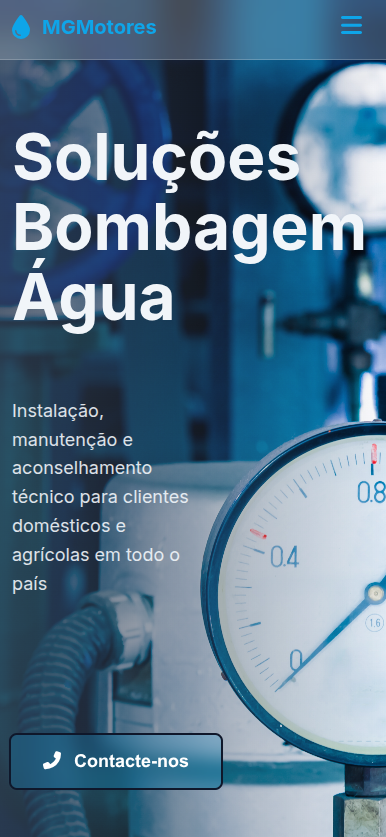 MGMotores
Soluções
Bombagem
Água
Instalação,
manutenção e
aconselhamento
técnico para clientes
domésticos e
agrícolas em todo o
país
0.8
0.4
1.6
0
Contacte-nos